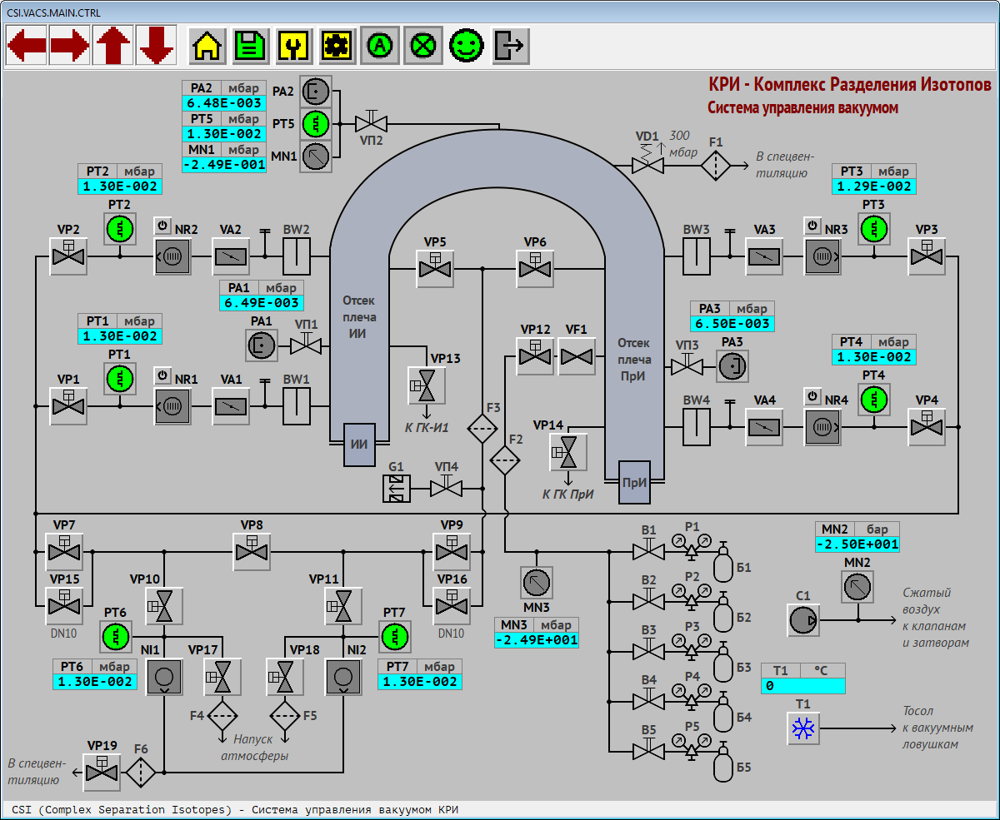 CSI.VACS.MAIN.CTRL
A
КРИ - Комплекс Разделения Изотопов
Система управления вакуумом
PA2 мбар
6.48E-003
PT5 мбар
1.30E-002
MN1 мбар
-2.49E-001
PA2
PT5
MN1
VП2
VD1
300
мбар
F1
В спецвен-
тиляцию
PT2 мбар
1.30E-002
PT2
VP2
NR2
VA2
BW2
PT3 мбар
1.29E-002
PT3
BW3
VA3
NR3
VP3
VP5
VP6
PA1 мбар
6.49E-003
PA1
VП1
Отсек
плеча
ИИ
PT1 мбар
1.30E-002
PT1
VP1
NR1
VA1
BW1
VP12
VF1
Отсек
плеча
ПрИ
PA3 мбар
6.50E-003
VП3
PA3
PT4 мбар
1.30E-002
PT4
BW4
VA4
NR4
VP4
VP13
К ГК-И1
F3
F2
VP14
К ГК ПрИ
ИИ
ПрИ
G1
VП4
VP7
VP8
VP9
VP15
VP10
VP11
VP16
DN10
DN10
PT6
PT7
NI1
VP17
VP18
NI2
PT6 мбар
1.30E-002
PT7 мбар
1.30E-002
F4
F5
Напуск
атмосферы
VP19
F6
В спецвен-
тиляцию
MN3
MN3 мбар
-2.49E+001
В1
P1
Б1
В2
P2
Б2
В3
P3
Б3
В4
P4
Б4
В5
P5
Б5
MN2 бар
-2.50E+001
MN2
C1
Сжатый
воздух
к клапанам
и затворам
T1 °C
0
T1
Тосол
к вакуумным
ловушкам
CSI (Complex Separation Isotopes) - Система управления вакуумом КРИ